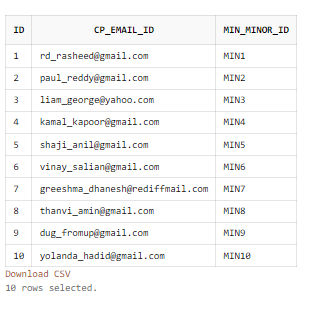 ID CP_EMAIL_ID MIN_MINOR_ID
1 rd_rasheed@gmail.com MIN1
2 paul_reddy@gmail.com MIN2
3 liam_george@yahoo.com MIN3
4 kamal_kapoor@gmail.com MIN4
5 shaji_anil@gmail.com MIN5
6 vinay_salian@gmail.com MIN6
7 greeshma_dhanesh@rediffmail.com MIN7
8 thanvi_amin@gmail.com MIN8
9 dug_fromup@gmail.com MIN9
10 yolanda_hadid@gmail.com MIN10
Download CSV
10 rows selected.